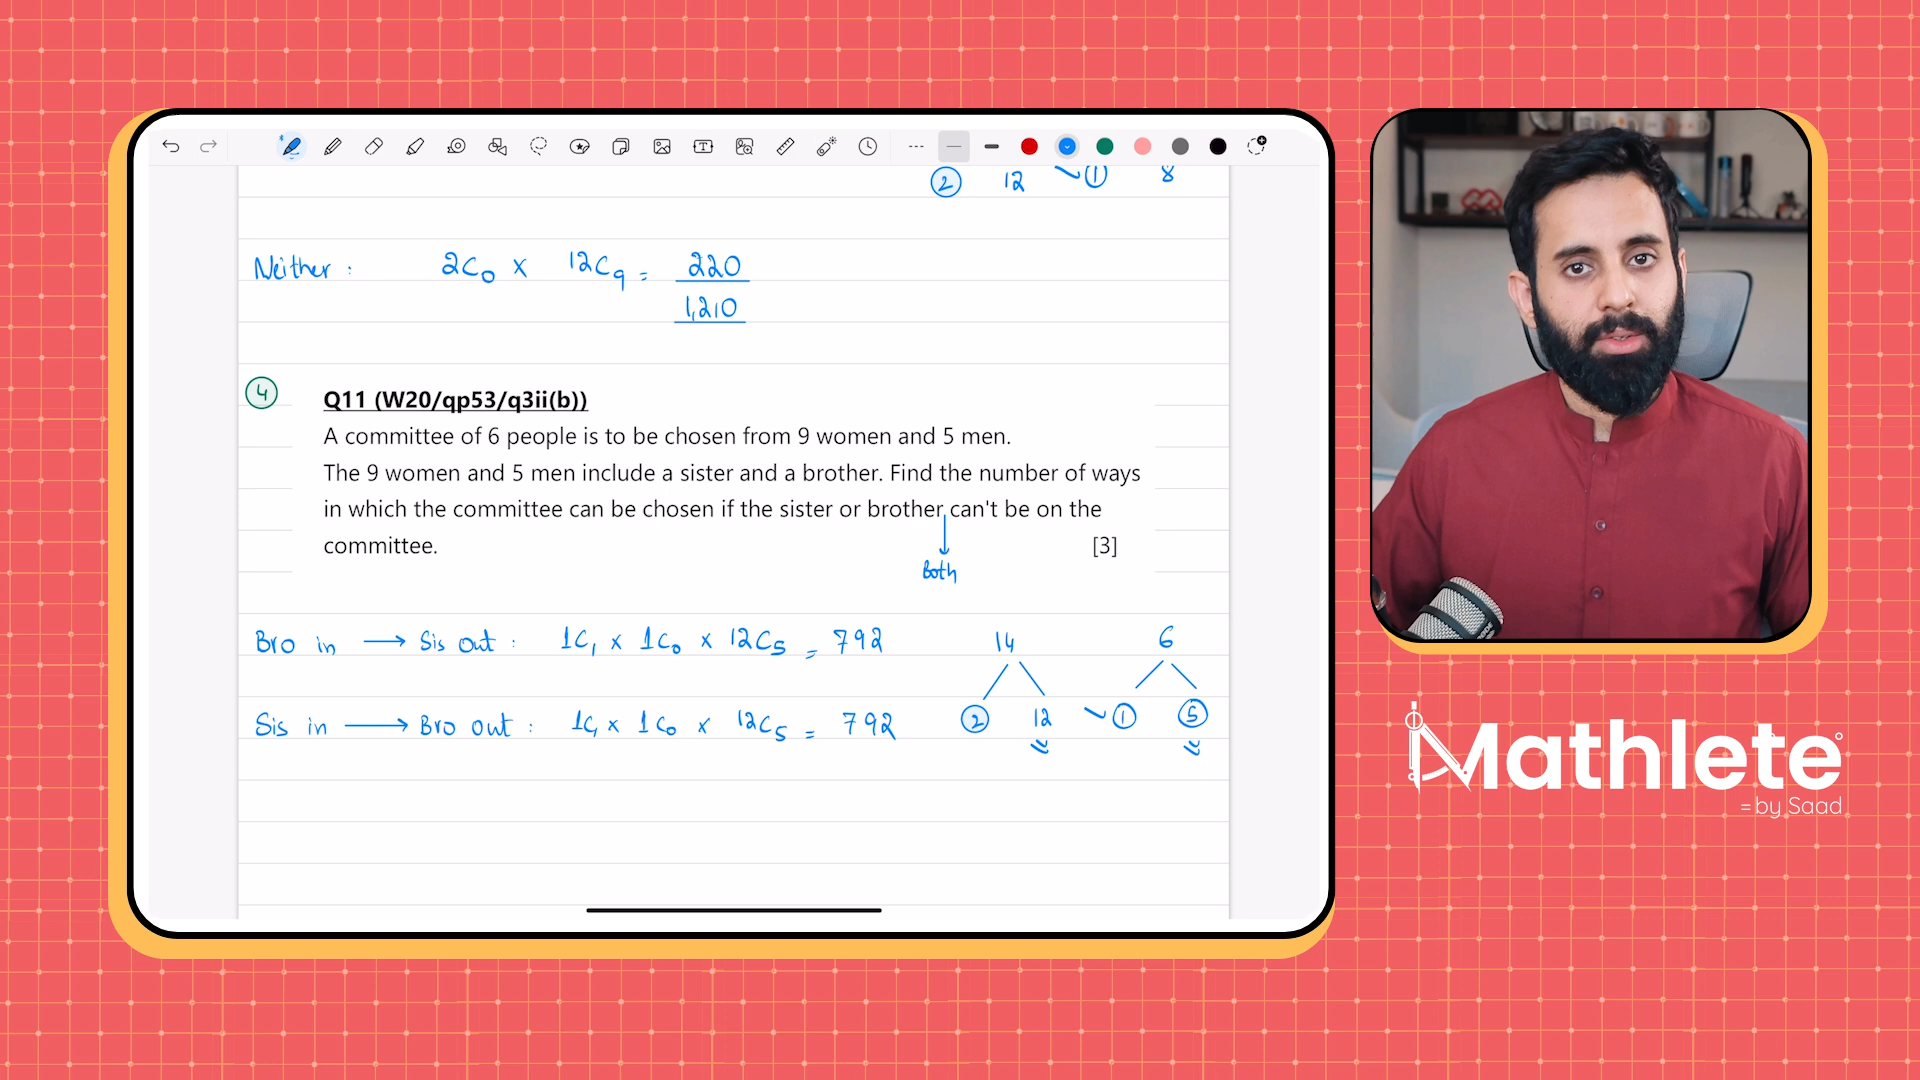 2 12 1 8
Neither : 2C0 x 12C9 = 220
1,210
4
Q11 (W20/qp53/q3ii(b))
A committee of 6 people is to be chosen from 9 women and 5 men.
The 9 women and 5 men include a sister and a brother. Find the number of ways
in which the committee can be chosen if the sister or brother can't be on the
committee. [3]
Both
Bro in → Sis out : 1C1 x 1C0 x 12C5 = 792 14 6
Sis in → Bro out : 1C1 x 1C0 x 12C5 = 792 2 12 1 5
Mathlete
= by Saad